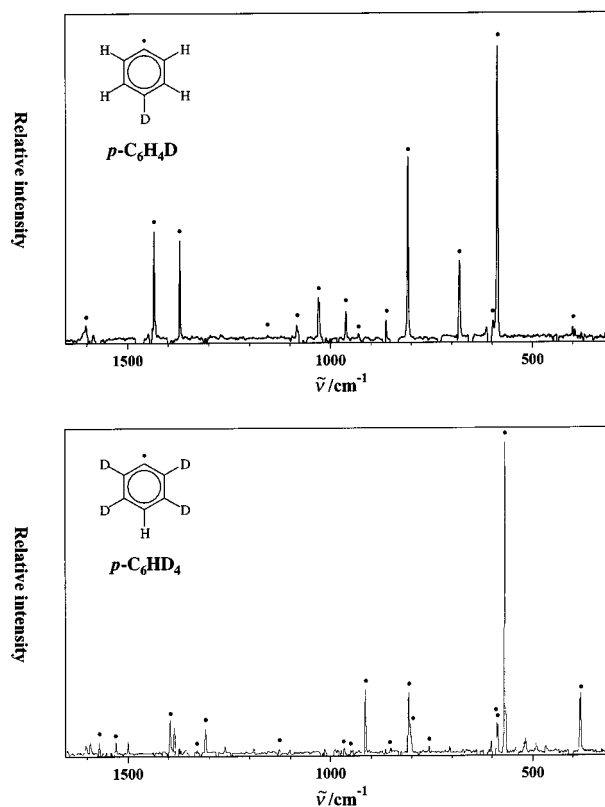 Relative intensity
•
H H
H H
D
p-C₆H₄D
1500 1000 500
ṽ/cm⁻¹
Relative intensity
•
D D
D D
H
p-C₆HD₄
1500 1000 500
ṽ/cm⁻¹